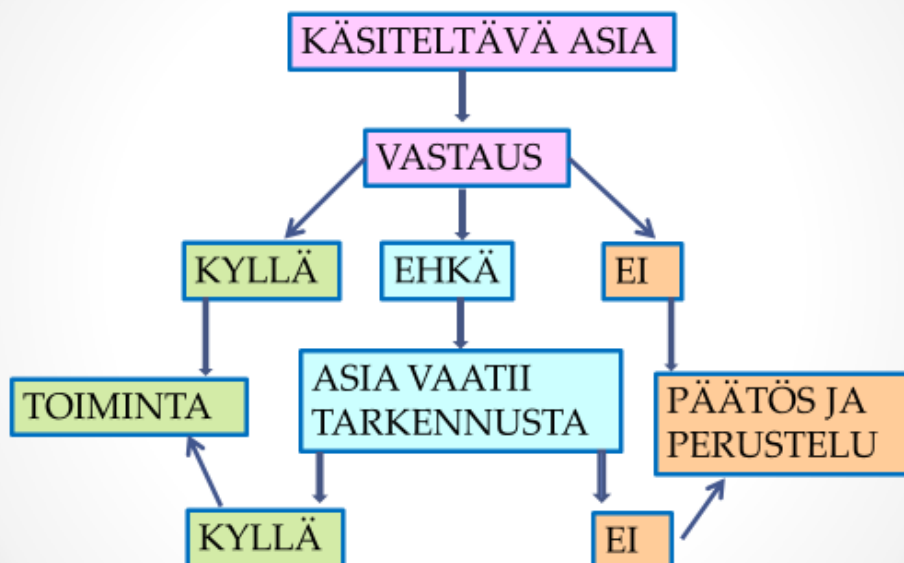 KÄSITELTÄVÄ ASIA
VASTAUS
KYLLÄ
EHKÄ
EI
TOIMINTA
ASIA VAATII
TARKENNUSTA
PÄÄTÖS JA
PERUSTELU
KYLLÄ
EI